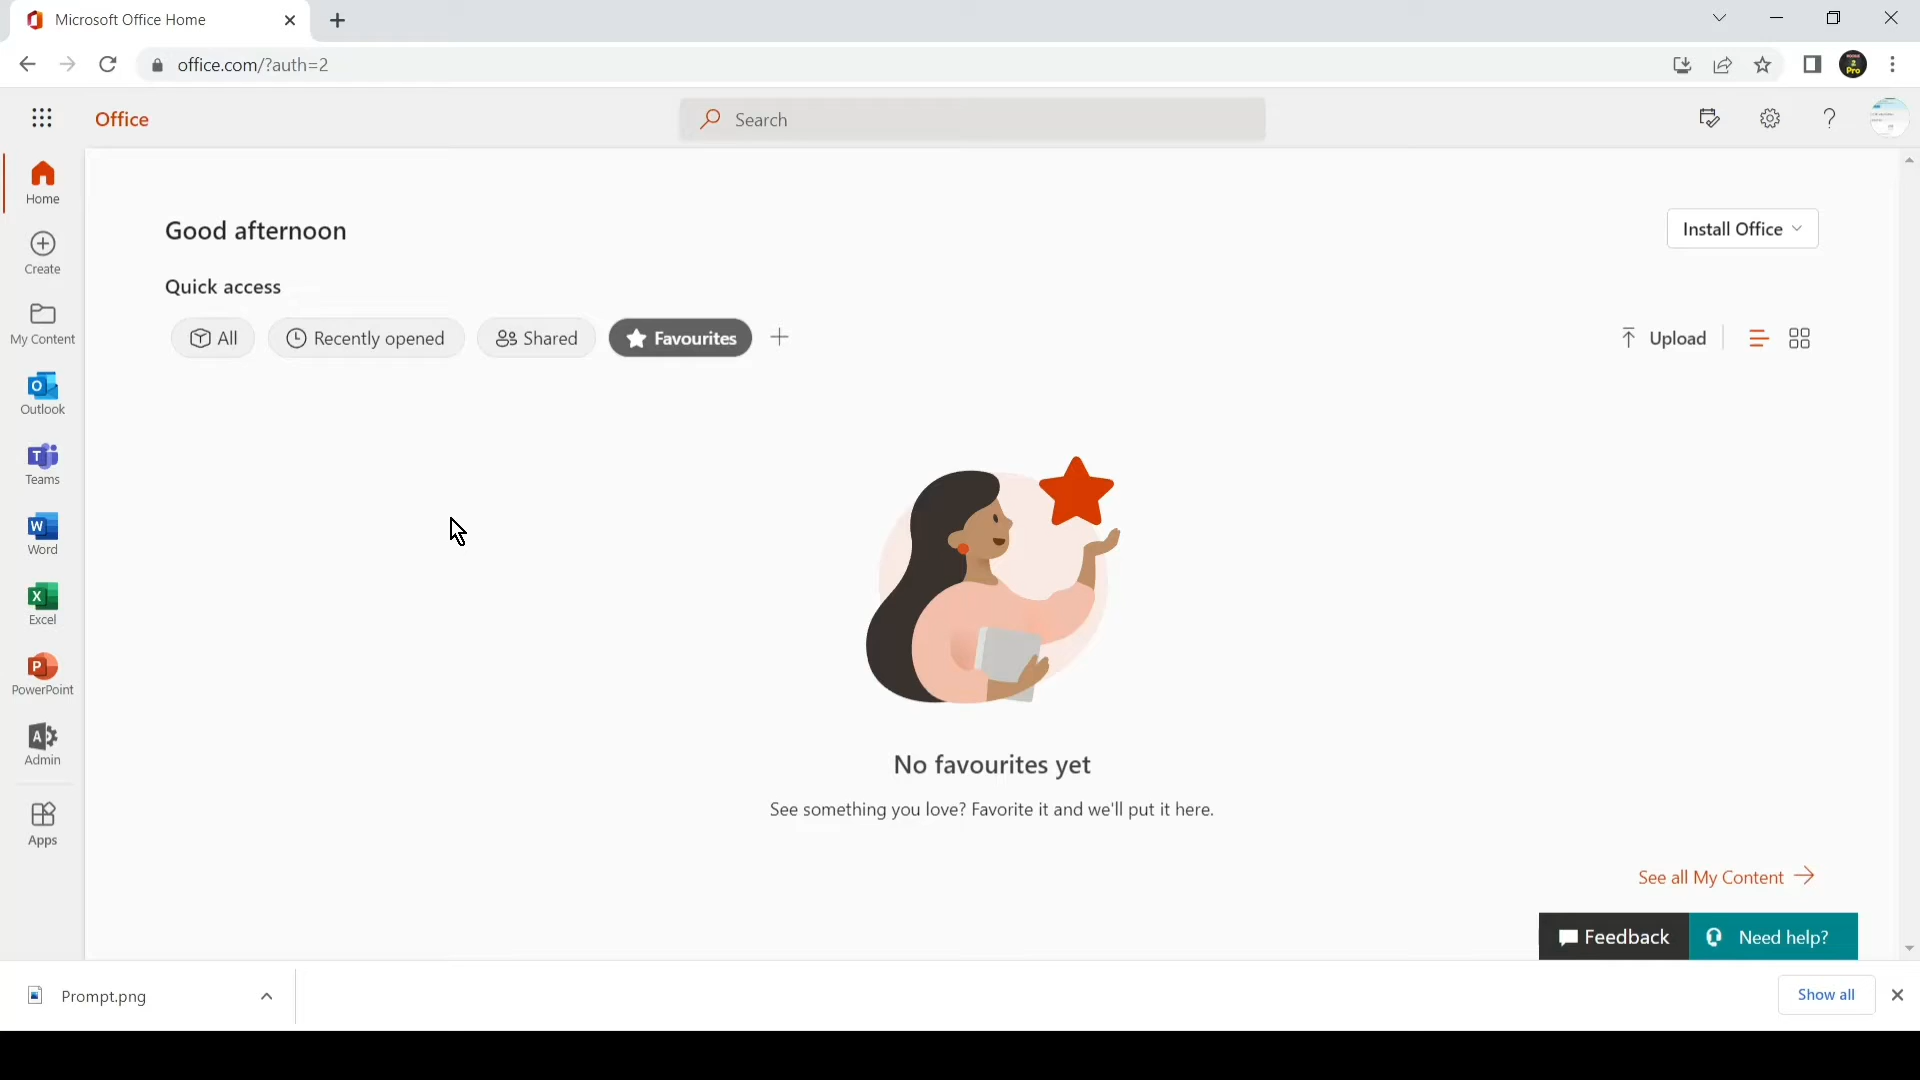 Microsoft Office Home
office.com/?auth=2
2
Pro
Office
Search
Home
Create
My Content
Outlook
Teams
Word
Excel
PowerPoint
Admin
Apps
Good afternoon
Install Office
Quick access
All
Recently opened
Shared
Favourites
Upload
No favourites yet
See something you love? Favorite it and we'll put it here.
See all My Content
Feedback
Need help?
Prompt.png
Show all